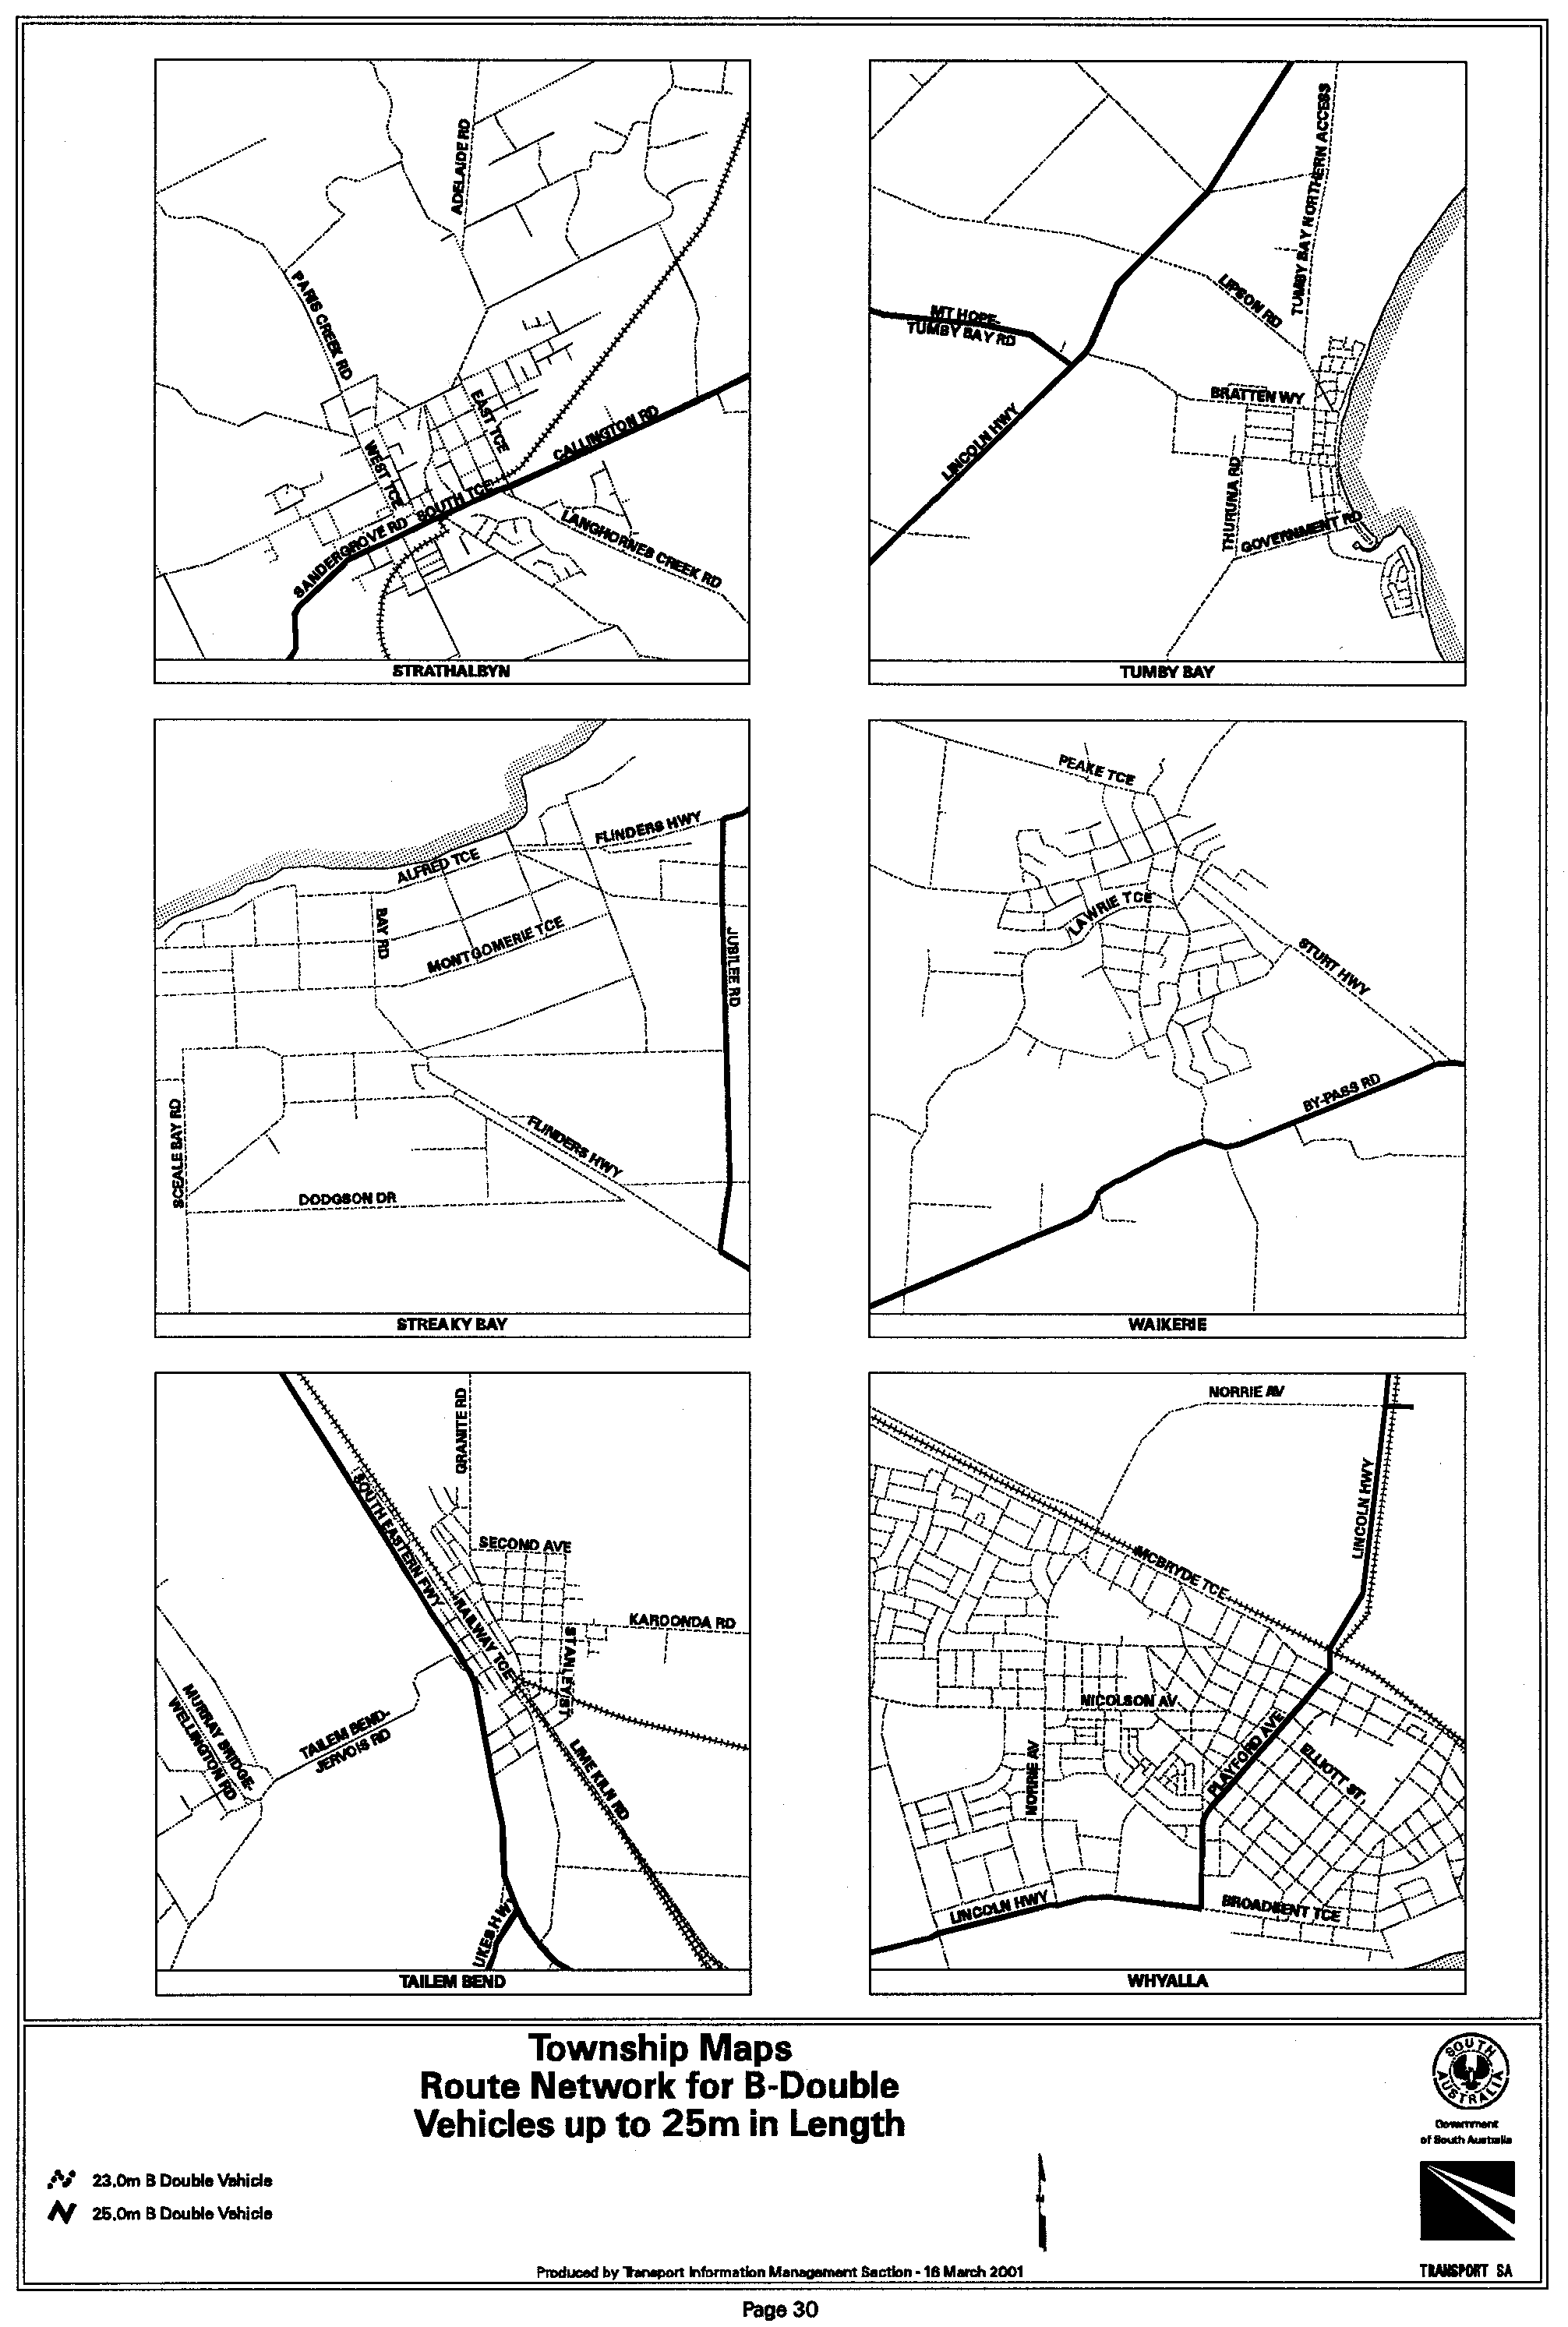 ADELAIDE RD
PARIS CREEK RD
EAST TCE
WEST TCE
CALLINGTON RD
SOUTH TCE
SANDERGROVE RD
LANGHORNES CREEK RD
STRATHALBYN
TUMBY BAY NORTHERN ACCESS
LIPSON RD
MT HOPE-
TUMBY BAY RD
BRATTEN WY
LINCOLN HWY
THURUNA RD
GOVERNMENT RD
TUMBY BAY
FLINDERS HWY
ALFRED TCE
BAY RD
MONTGOMERIE TCE
JUBILEE RD
SCEALE BAY RD
FLINDERS HWY
DODGSON DR
STREAKY BAY
PEAKE TCE
LAWRIE TCE
STURT HWY
BY-PASS RD
WAIKERIE
GRANITE RD
SOUTH EASTERN FWY
SECOND AVE
RAILWAY TCE
KAROONDA RD
STANLEY ST
MURRAY BRIDGE-
WELLINGTON RD
TAILEM BEND-
JERVOIS RD
LIME KILN RD
DUKES HWY
TAILEM BEND
NORRIE AV
LINCOLN HWY
MCBRYDE TCE
NICOLSON AV
PLAYFORD AVE
ELLIOTT ST
NORRIE AV
LINCOLN HWY
BROADBENT TCE
WHYALLA
Township Maps
Route Network for B-Double
Vehicles up to 25m in Length
SOUTH
AUSTRALIA
Government
of South Australia
23.0m B Double Vehicle
25.0m B Double Vehicle
Produced by Transport Information Management Section - 16 March 2001
TRANSPORT SA
Page 30